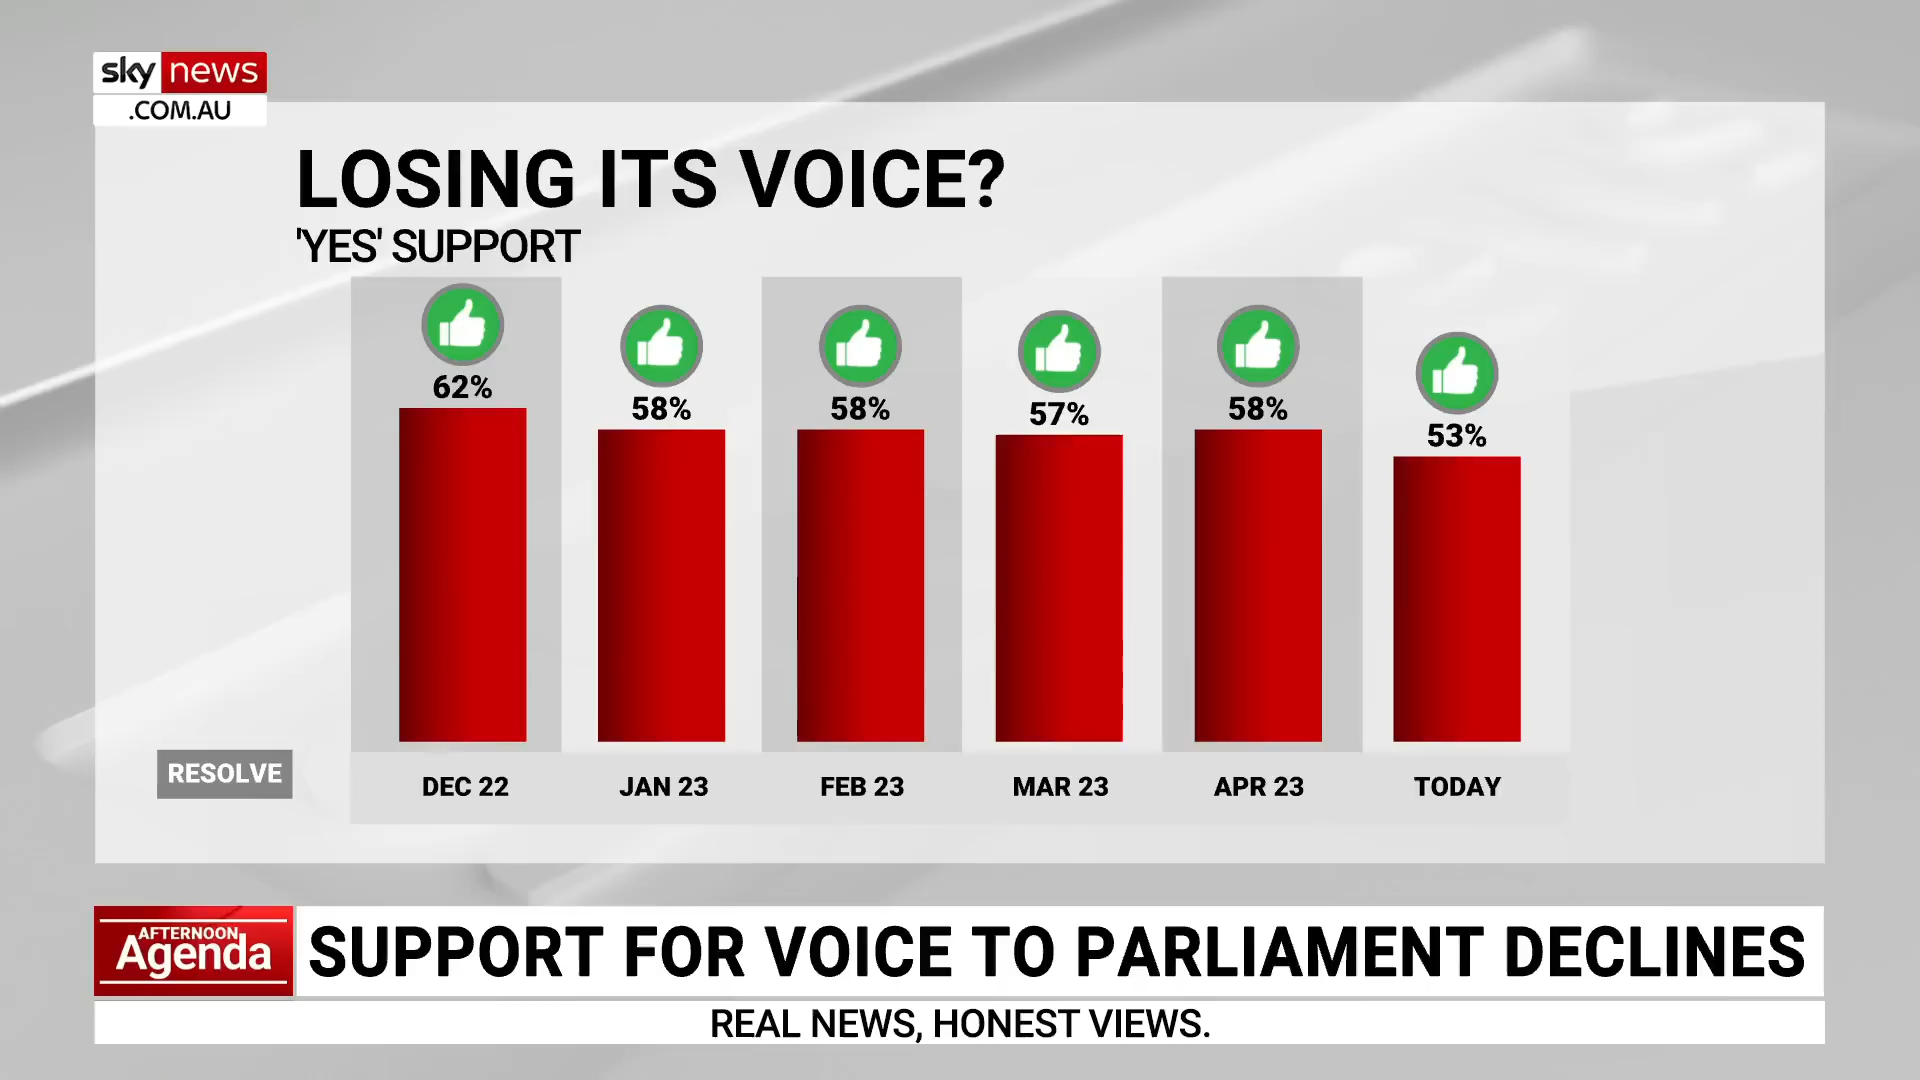 sky news
.COM.AU
LOSING ITS VOICE?
'YES' SUPPORT
62%
58%
58%
57%
58%
53%
RESOLVE
DEC 22
JAN 23
FEB 23
MAR 23
APR 23
TODAY
AFTERNOON
Agenda
SUPPORT FOR VOICE TO PARLIAMENT DECLINES
REAL NEWS, HONEST VIEWS.